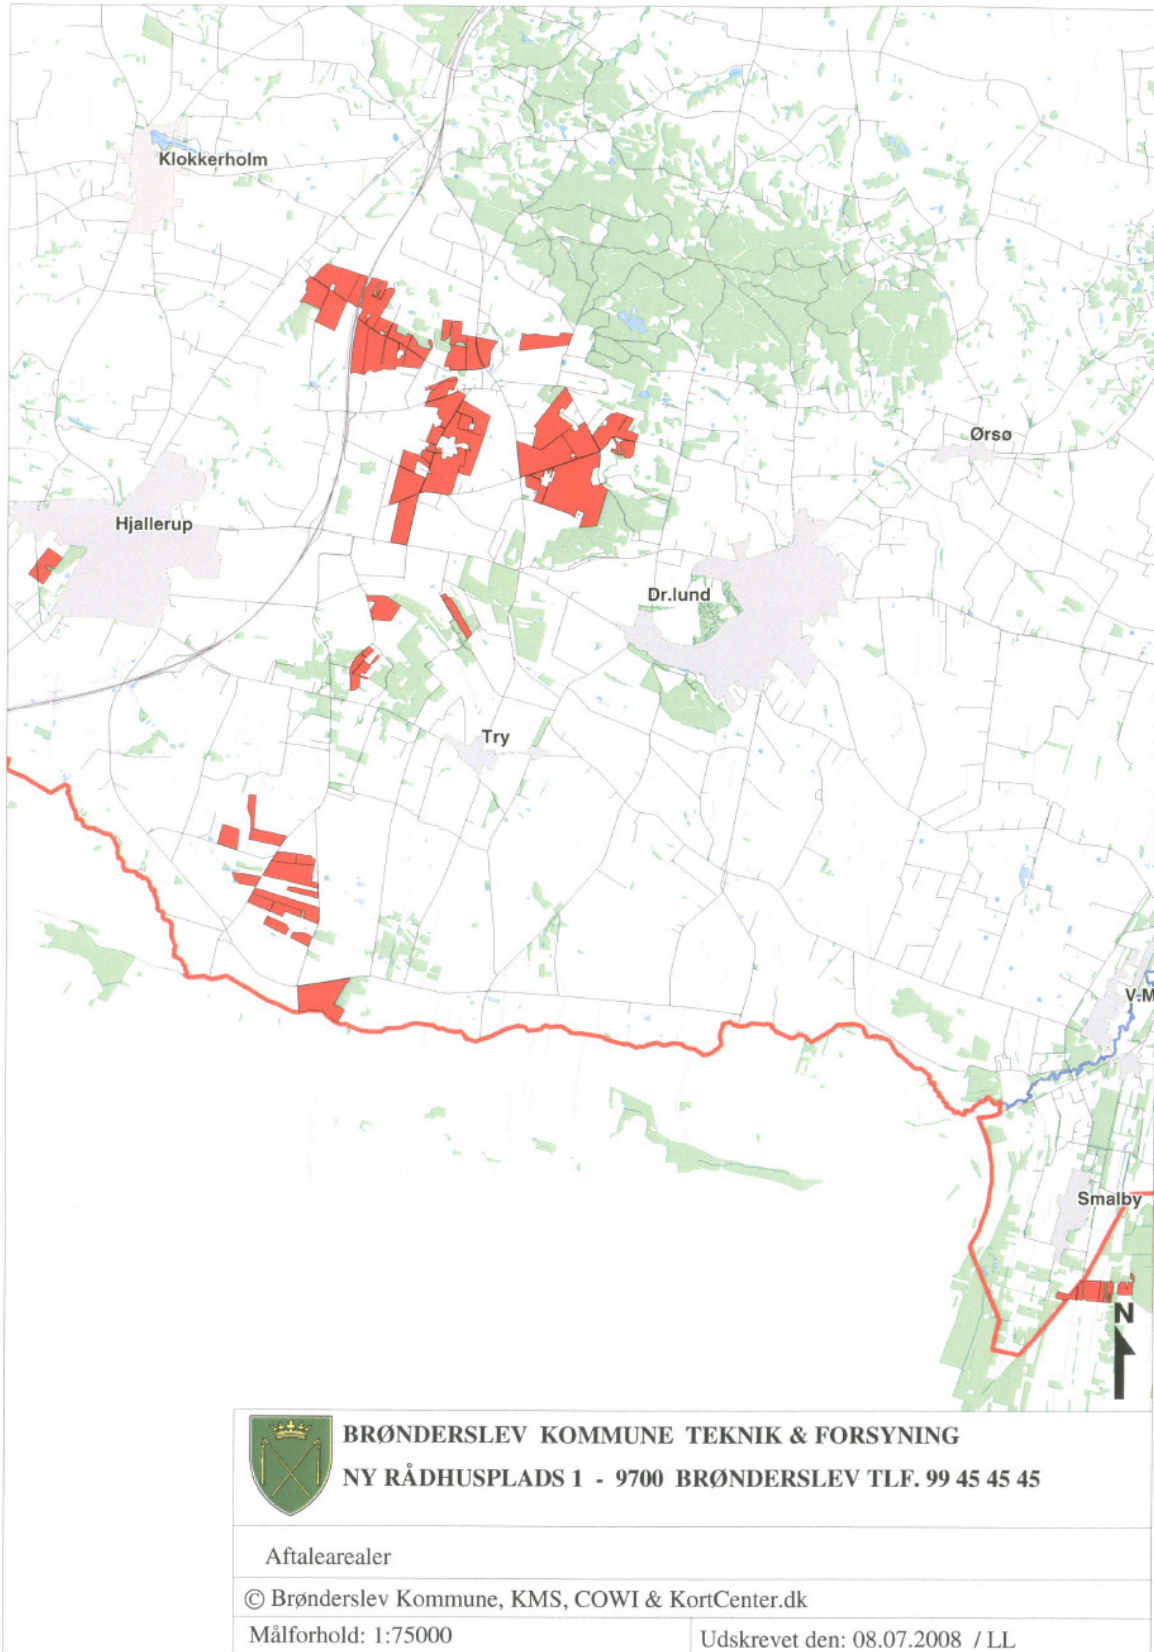 Klokkerholm
Ørsø
Hjallerup
Dr.lund
Try
V.M
Smalby
N
BRØNDERSLEV KOMMUNE TEKNIK & FORSYNING
NY RÅDHUSPLADS 1 - 9700 BRØNDERSLEV TLF. 99 45 45 45
Aftalearealer
© Brønderslev Kommune, KMS, COWI & KortCenter.dk
Målforhold: 1:75000
Udskrevet den: 08.07.2008 / LL